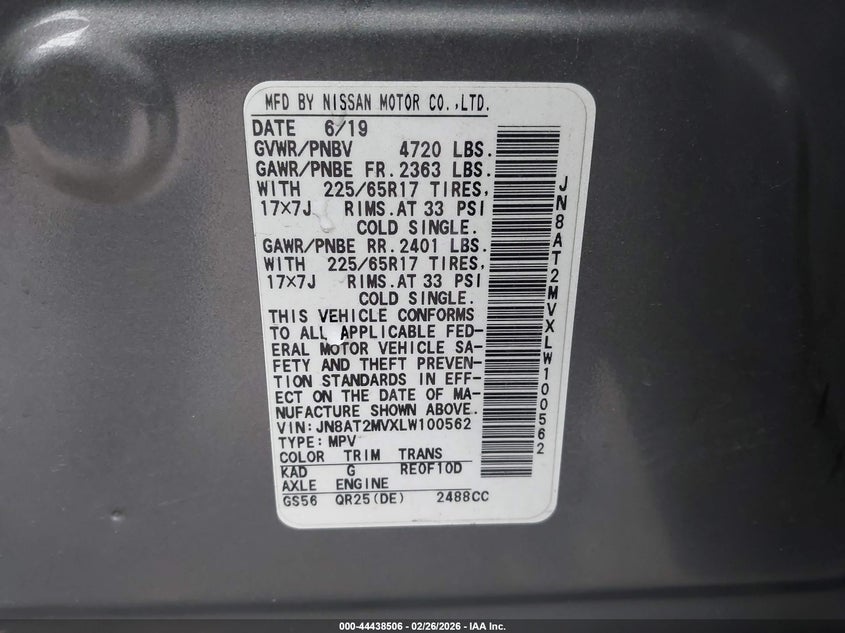 MFD BY NISSAN MOTOR CO.,LTD.
DATE 6/19
GVWR/PNBV 4720 LBS.
GAWR/PNBE FR. 2363 LBS.
WITH 225/65R17 TIRES,
17×7J RIMS.AT 33 PSI
COLD SINGLE.
GAWR/PNBE RR. 2401 LBS.
WITH 225/65R17 TIRES,
17×7J RIMS.AT 33 PSI
COLD SINGLE.
THIS VEHICLE CONFORMS
TO ALL APPLICABLE FED-
ERAL MOTOR VEHICLE SA-
FETY AND THEFT PREVEN-
TION STANDARDS IN EFF-
ECT ON THE DATE OF MA-
NUFACTURE SHOWN ABOVE.
VIN: JN8AT2MVXLW100562
TYPE: MPV
COLOR TRIM TRANS
KAD G RE0F10D
AXLE ENGINE
GS56 QR25(DE) 2488CC
JN8AT2MVXLW100562
000-44438506 — 02/26/2026 — IAA Inc.